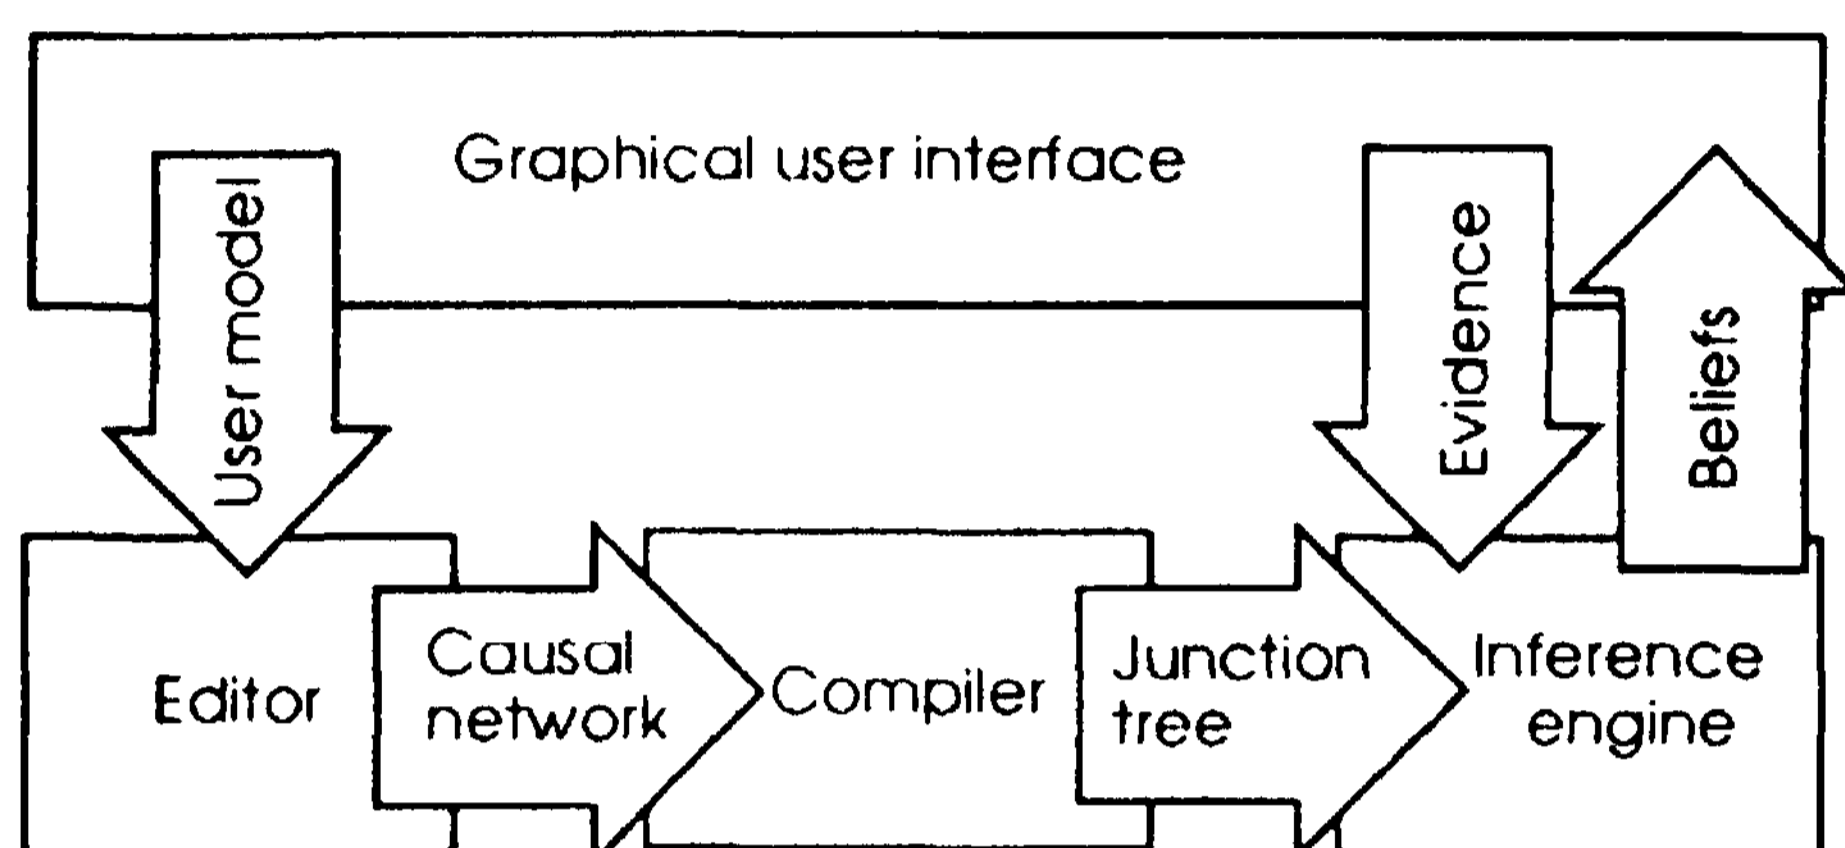 Graphical user interface
User model
Evidence
Beliefs
Editor
Causal
network
Compiler
Junction
tree
Inference
engine